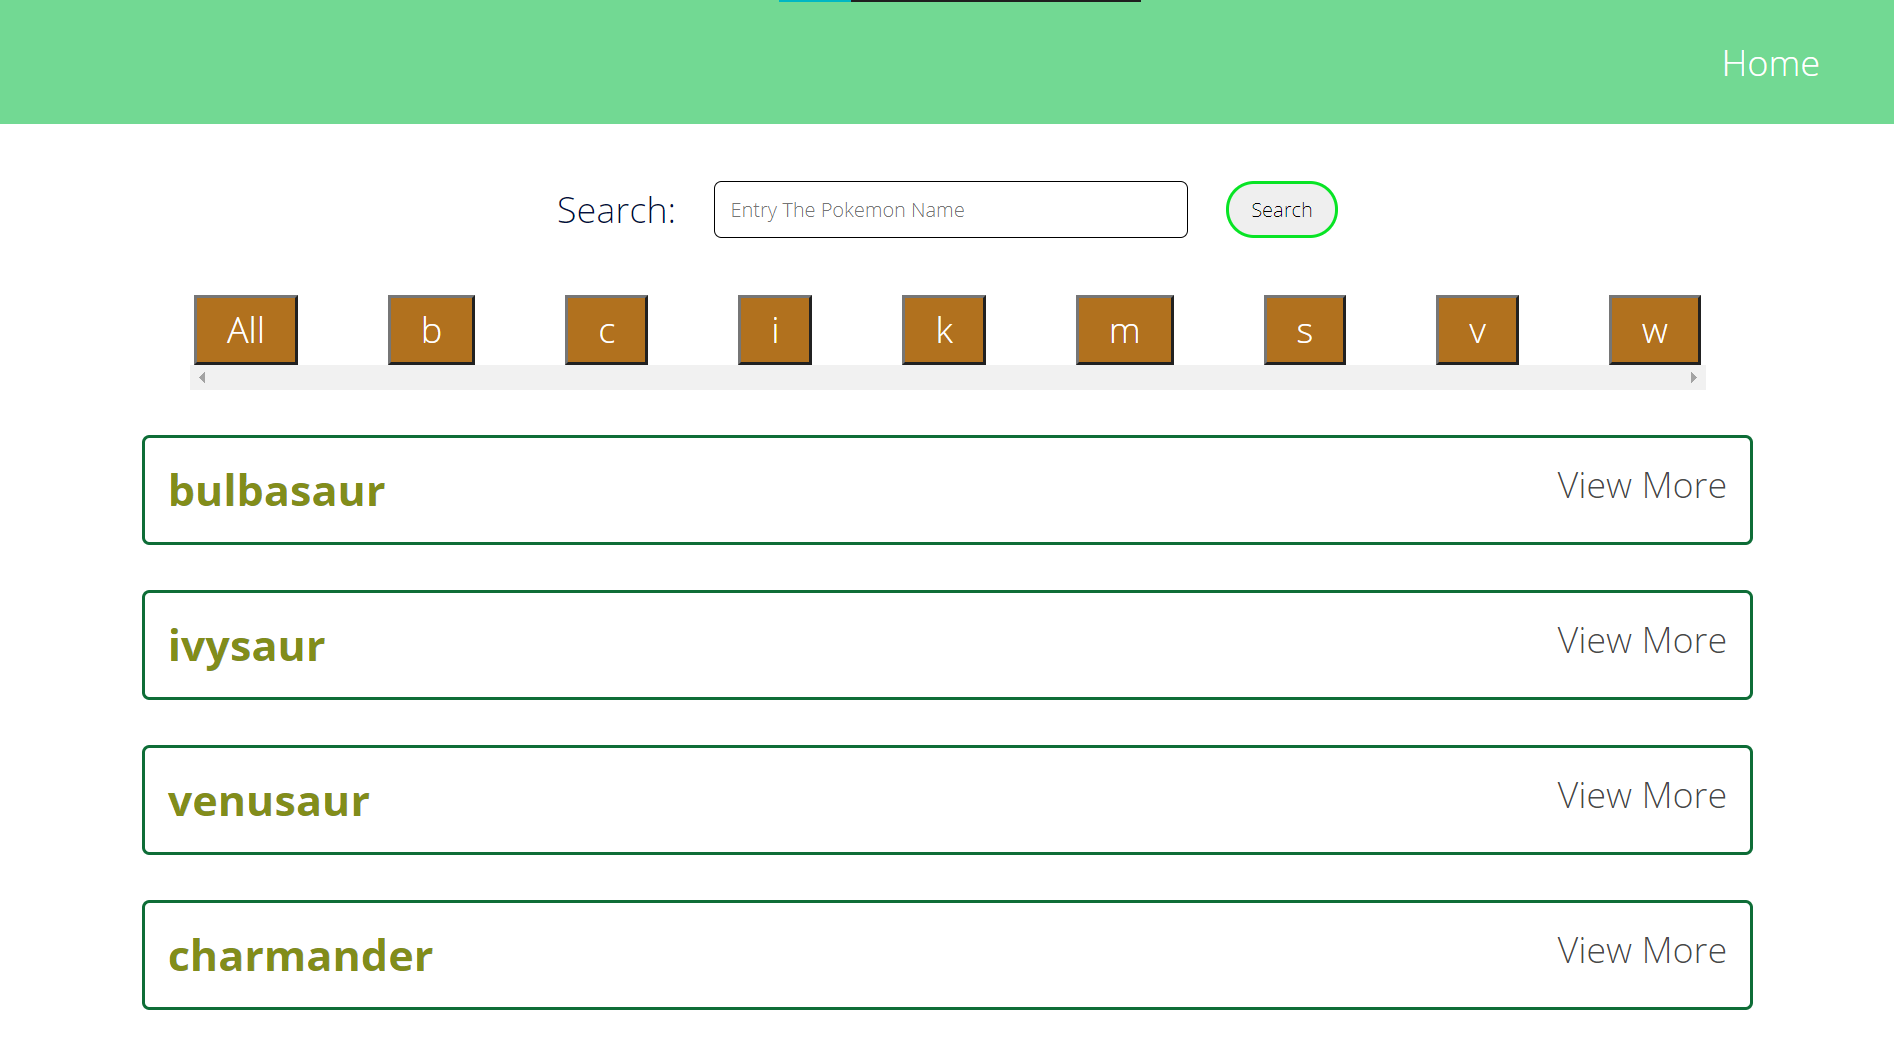 Home
Search: Entry The Pokemon Name Search
All b c i k m s v w
bulbasaur View More
ivysaur View More
venusaur View More
charmander View More